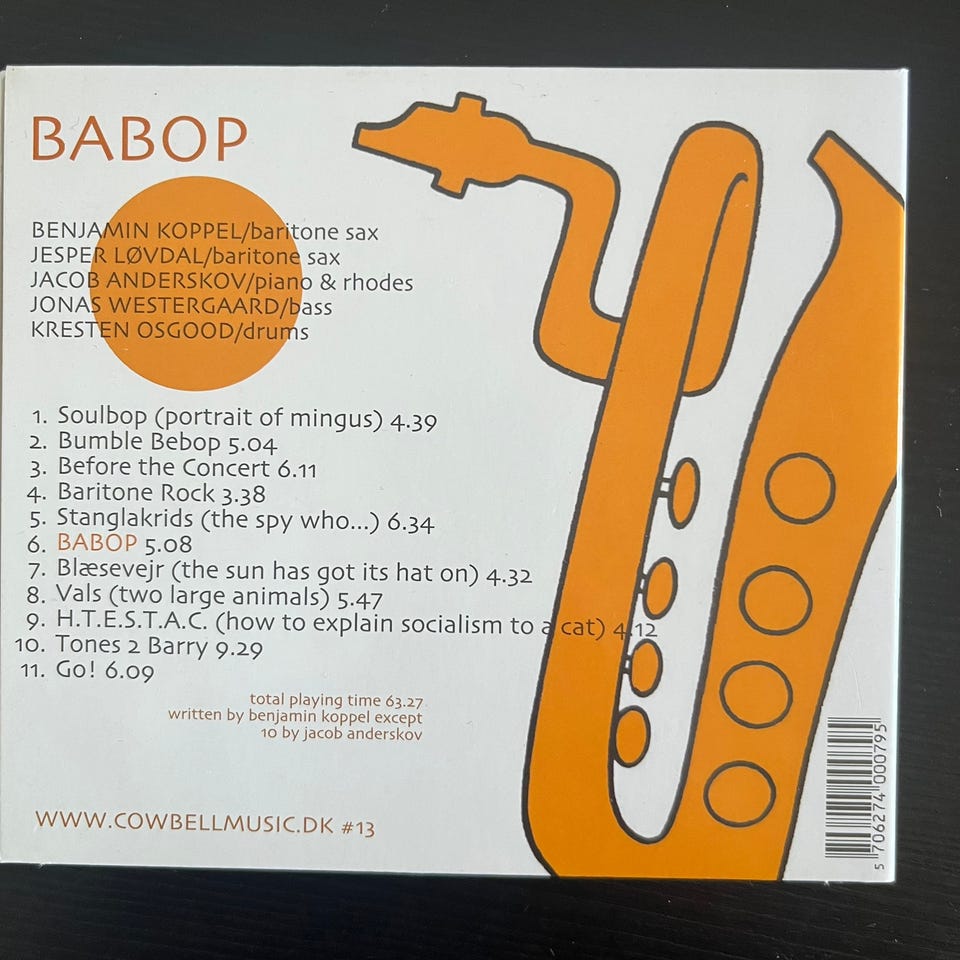 BABOP
BENJAMIN KOPPEL/baritone sax
JESPER LØVDAL/baritone sax
JACOB ANDERSKOV/piano & rhodes
JONAS WESTERGAARD/bass
KRESTEN OSGOOD/drums
1. Soulbop (portrait of mingus) 4.39
2. Bumble Bebop 5.04
3. Before the Concert 6.11
4. Baritone Rock 3.38
5. Stanglakrids (the spy who...) 6.34
6. BABOP 5.08
7. Blæsevejr (the sun has got its hat on) 4.32
8. Vals (two large animals) 5.47
9. H.T.E.S.T.A.C. (how to explain socialism to a cat) 4.12
10. Tones 2 Barry 9.29
11. Go! 6.09
total playing time 63.27
written by benjamin koppel except
10 by jacob anderskov
WWW.COWBELLMUSIC.DK #13
5 706274 000795